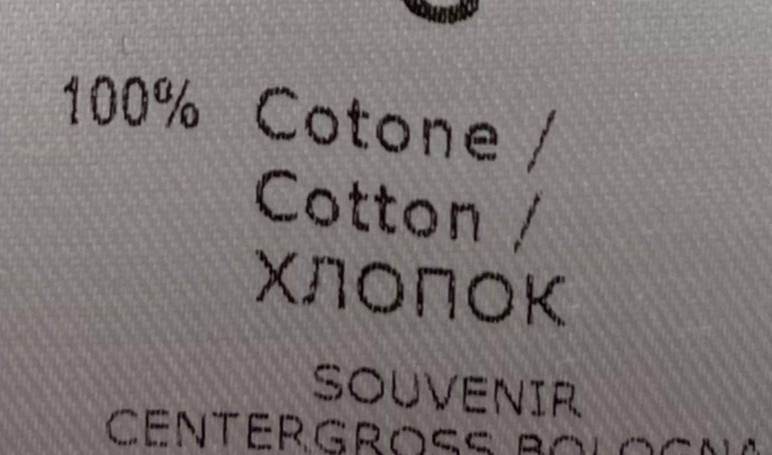 100% Cotone /
Cotton /
ХЛОПОК
SOUVENIR
CENTERGROSS BOLOGNA